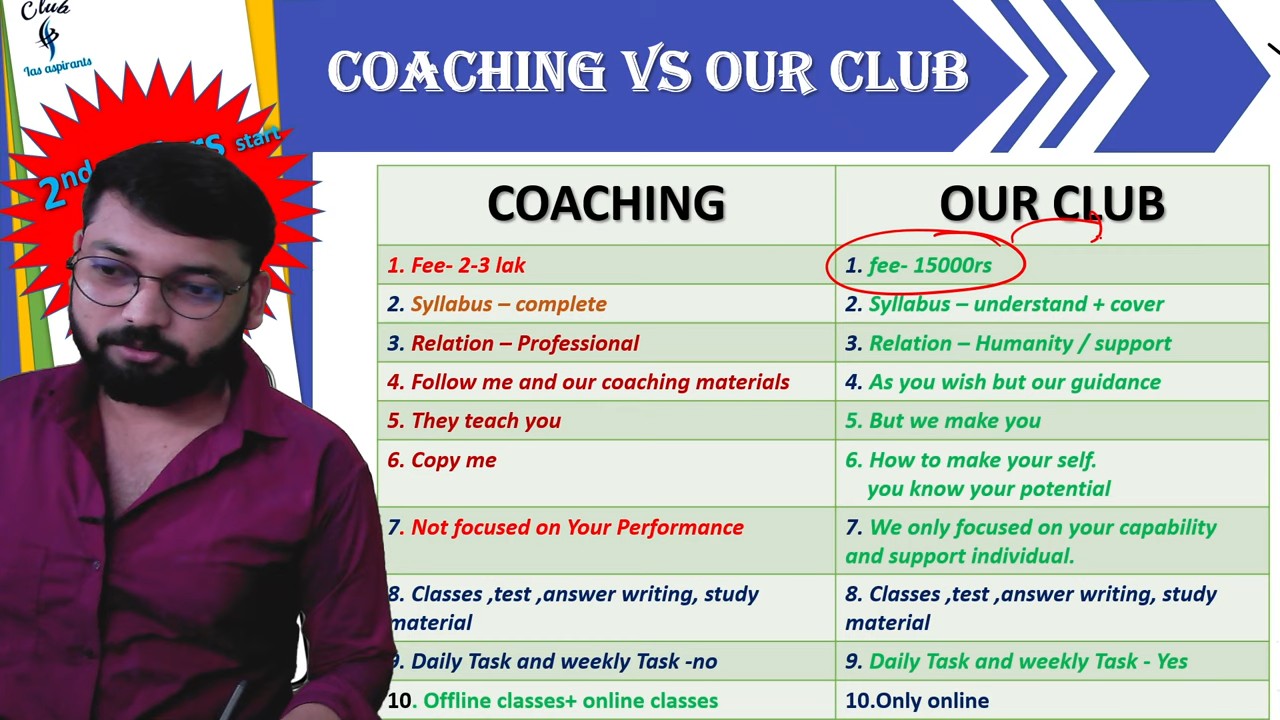 Club
Ias aspirants
COACHING VS OUR CLUB
2nd
start
COACHING
OUR CLUB
1. Fee- 2-3 lak
1. fee- 15000rs
2. Syllabus – complete
2. Syllabus – understand + cover
3. Relation – Professional
3. Relation – Humanity / support
4. Follow me and our coaching materials
4. As you wish but our guidance
5. They teach you
5. But we make you
6. Copy me
6. How to make your self.
you know your potential
7. Not focused on Your Performance
7. We only focused on your capability
and support individual.
8. Classes ,test ,answer writing, study
material
8. Classes ,test ,answer writing, study
material
9. Daily Task and weekly Task -no
9. Daily Task and weekly Task - Yes
10. Offline classes+ online classes
10.Only online